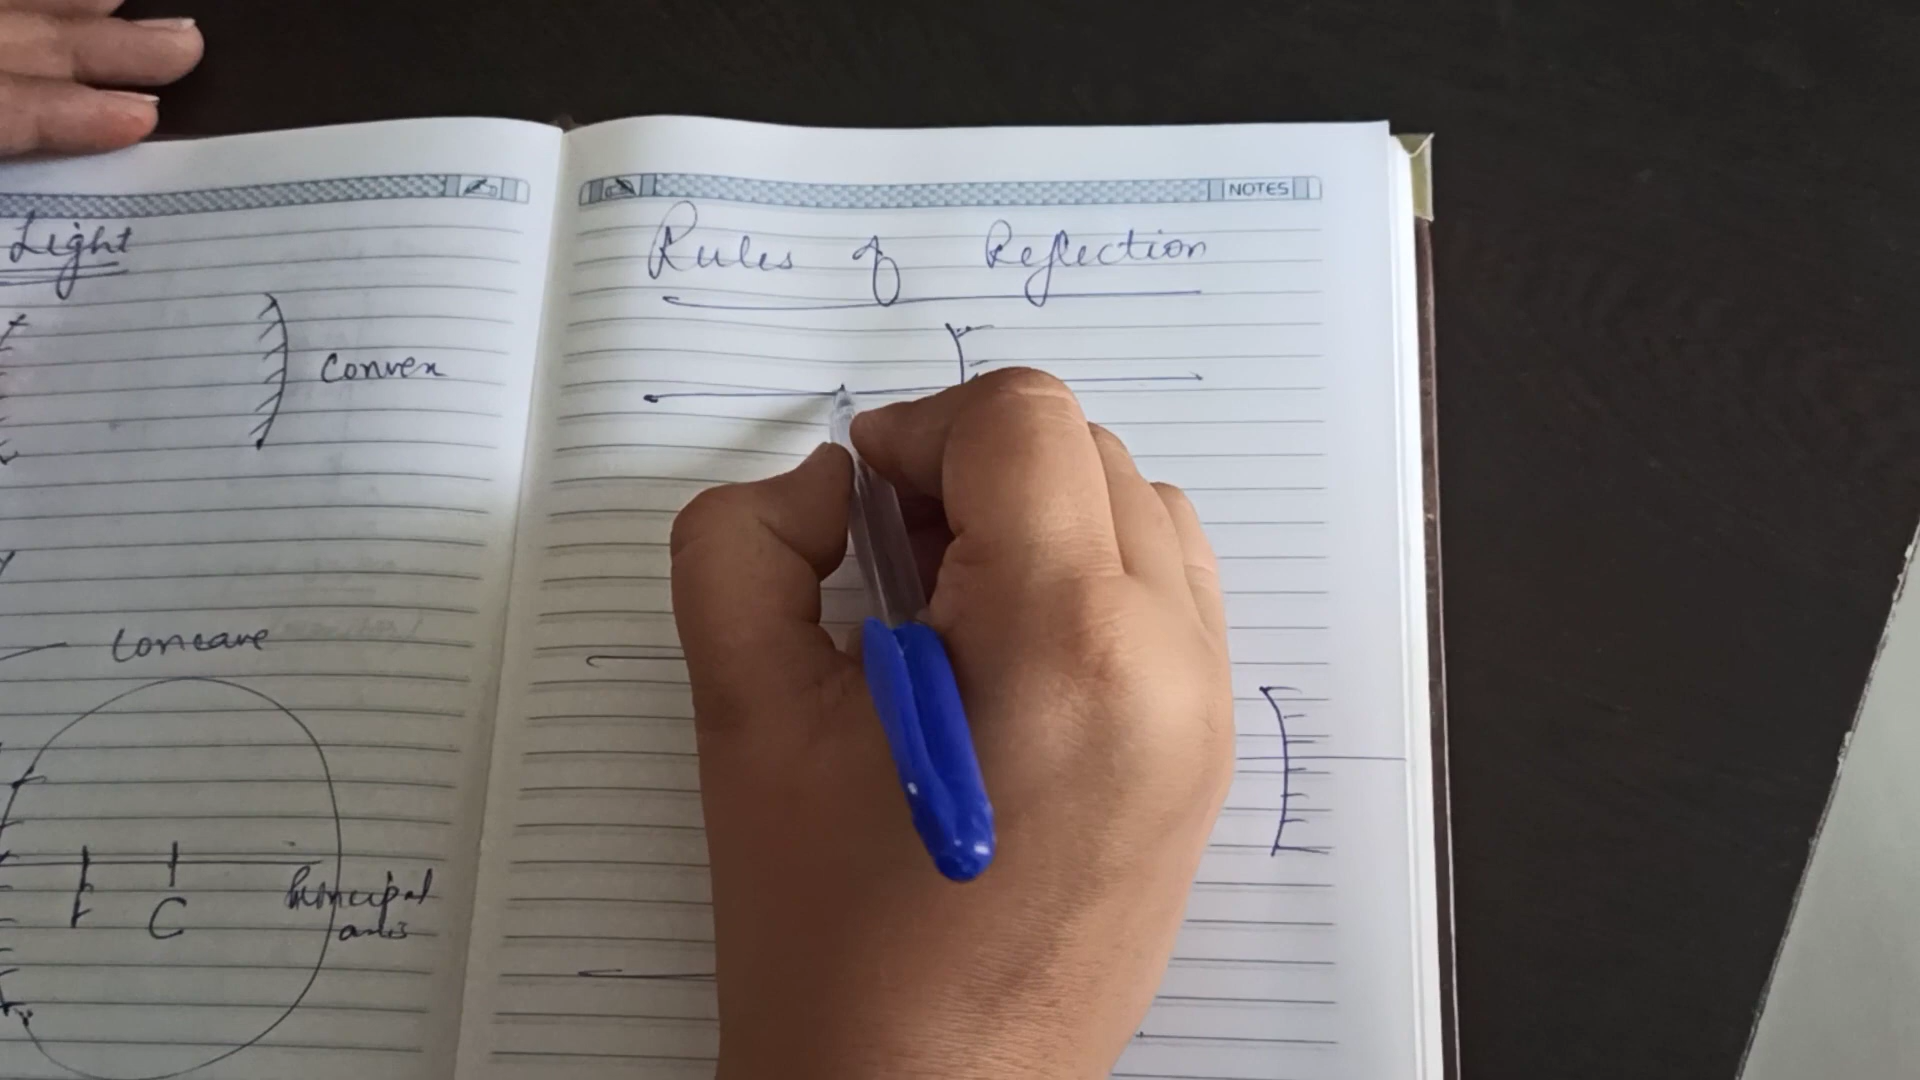 Light
Convex
Concave
C
Principal
axis
NOTES
Rules of Reflection